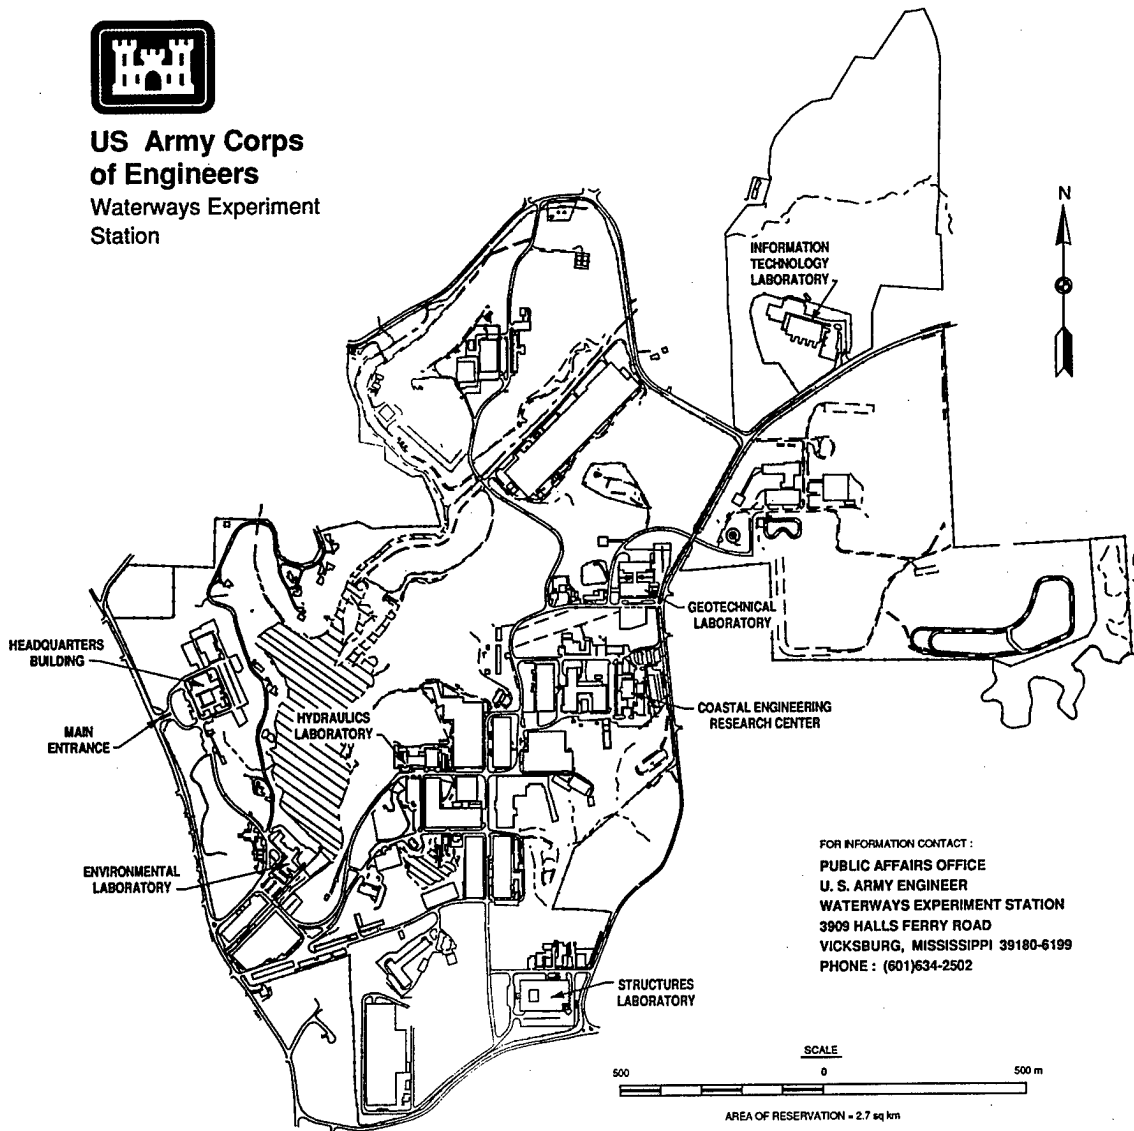 US Army Corps
of Engineers
Waterways Experiment
Station
N
INFORMATION
TECHNOLOGY
LABORATORY
GEOTECHNICAL
LABORATORY
HEADQUARTERS
BUILDING
MAIN
ENTRANCE
HYDRAULICS
LABORATORY
COASTAL ENGINEERING
RESEARCH CENTER
ENVIRONMENTAL
LABORATORY
STRUCTURES
LABORATORY
FOR INFORMATION CONTACT :
PUBLIC AFFAIRS OFFICE
U. S. ARMY ENGINEER
WATERWAYS EXPERIMENT STATION
3909 HALLS FERRY ROAD
VICKSBURG, MISSISSIPPI 39180-6199
PHONE : (601)634-2502
SCALE
500 0 500 m
AREA OF RESERVATION = 2.7 sq km